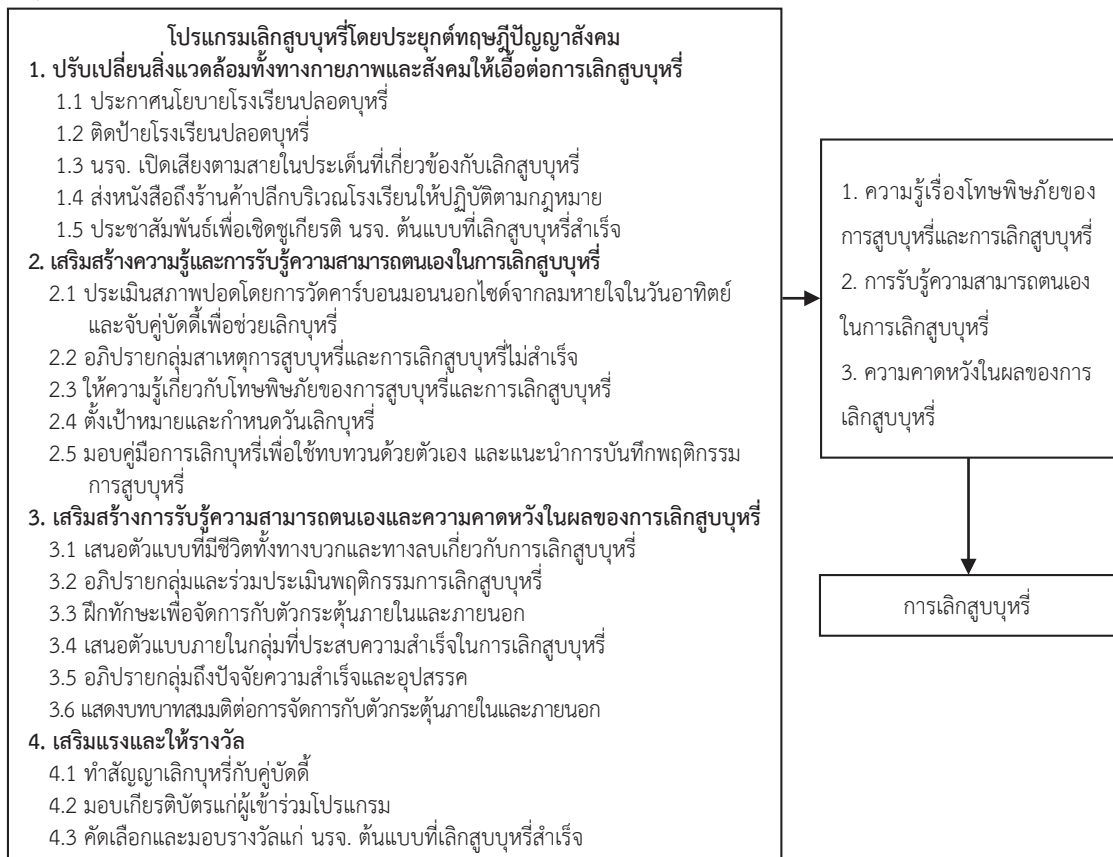 โปรแกรมเลิกสูบบุหรี่โดยประยุกต์ทฤษฎีปัญญาสังคม
1. ปรับเปลี่ยนสิ่งแวดล้อมทั้งทางกายภาพและสังคมให้เอื้อต่อการเลิกสูบบุหรี่
1.1 ประกาศนโยบายโรงเรียนปลอดบุหรี่
1.2 ติดป้ายโรงเรียนปลอดบุหรี่
1.3 นรจ. เปิดเสียงตามสายในประเด็นที่เกี่ยวข้องกับเลิกสูบบุหรี่
1.4 ส่งหนังสือถึงร้านค้าปลีกบริเวณโรงเรียนให้ปฏิบัติตามกฎหมาย
1.5 ประชาสัมพันธ์เพื่อเชิดชูเกียรติ นรจ. ต้นแบบที่เลิกสูบบุหรี่สำเร็จ
2. เสริมสร้างความรู้และการรับรู้ความสามารถตนเองในการเลิกสูบบุหรี่
2.1 ประเมินสภาพปอดโดยการวัดคาร์บอนมอนนอกไซด์จากลมหายใจในวันอาทิตย์
และจับคู่บัดดี้เพื่อช่วยเลิกบุหรี่
2.2 อภิปรายกลุ่มสาเหตุการสูบบุหรี่และการเลิกสูบบุหรี่ไม่สำเร็จ
2.3 ให้ความรู้เกี่ยวกับโทษพิษภัยของการสูบบุหรี่และการเลิกสูบบุหรี่
2.4 ตั้งเป้าหมายและกำหนดวันเลิกบุหรี่
2.5 มอบคู่มือการเลิกบุหรี่เพื่อใช้ทบทวนด้วยตัวเอง และแนะนำการบันทึกพฤติกรรม
การสูบบุหรี่
3. เสริมสร้างการรับรู้ความสามารถตนเองและความคาดหวังในผลของการเลิกสูบบุหรี่
3.1 เสนอตัวแบบที่มีชีวิตทั้งทางบวกและทางลบเกี่ยวกับการเลิกสูบบุหรี่
3.2 อภิปรายกลุ่มและร่วมประเมินพฤติกรรมการเลิกสูบบุหรี่
3.3 ฝึกทักษะเพื่อจัดการกับตัวกระตุ้นภายในและภายนอก
3.4 เสนอตัวแบบภายในกลุ่มที่ประสบความสำเร็จในการเลิกสูบบุหรี่
3.5 อภิปรายกลุ่มถึงปัจจัยความสำเร็จและอุปสรรค
3.6 แสดงบทบาทสมมติต่อการจัดการกับตัวกระตุ้นภายในและภายนอก
4. เสริมแรงและให้รางวัล
4.1 ทำสัญญาเลิกบุหรี่กับคู่บัดดี้
4.2 มอบเกียรติบัตรแก่ผู้เข้าร่วมโปรแกรม
4.3 คัดเลือกและมอบรางวัลแก่ นรจ. ต้นแบบที่เลิกสูบบุหรี่สำเร็จ
1. ความรู้เรื่องโทษพิษภัยของ
การสูบบุหรี่และการเลิกสูบบุหรี่
2. การรับรู้ความสามารถตนเอง
ในการเลิกสูบบุหรี่
3. ความคาดหวังในผลของการ
เลิกสูบบุหรี่
การเลิกสูบบุหรี่